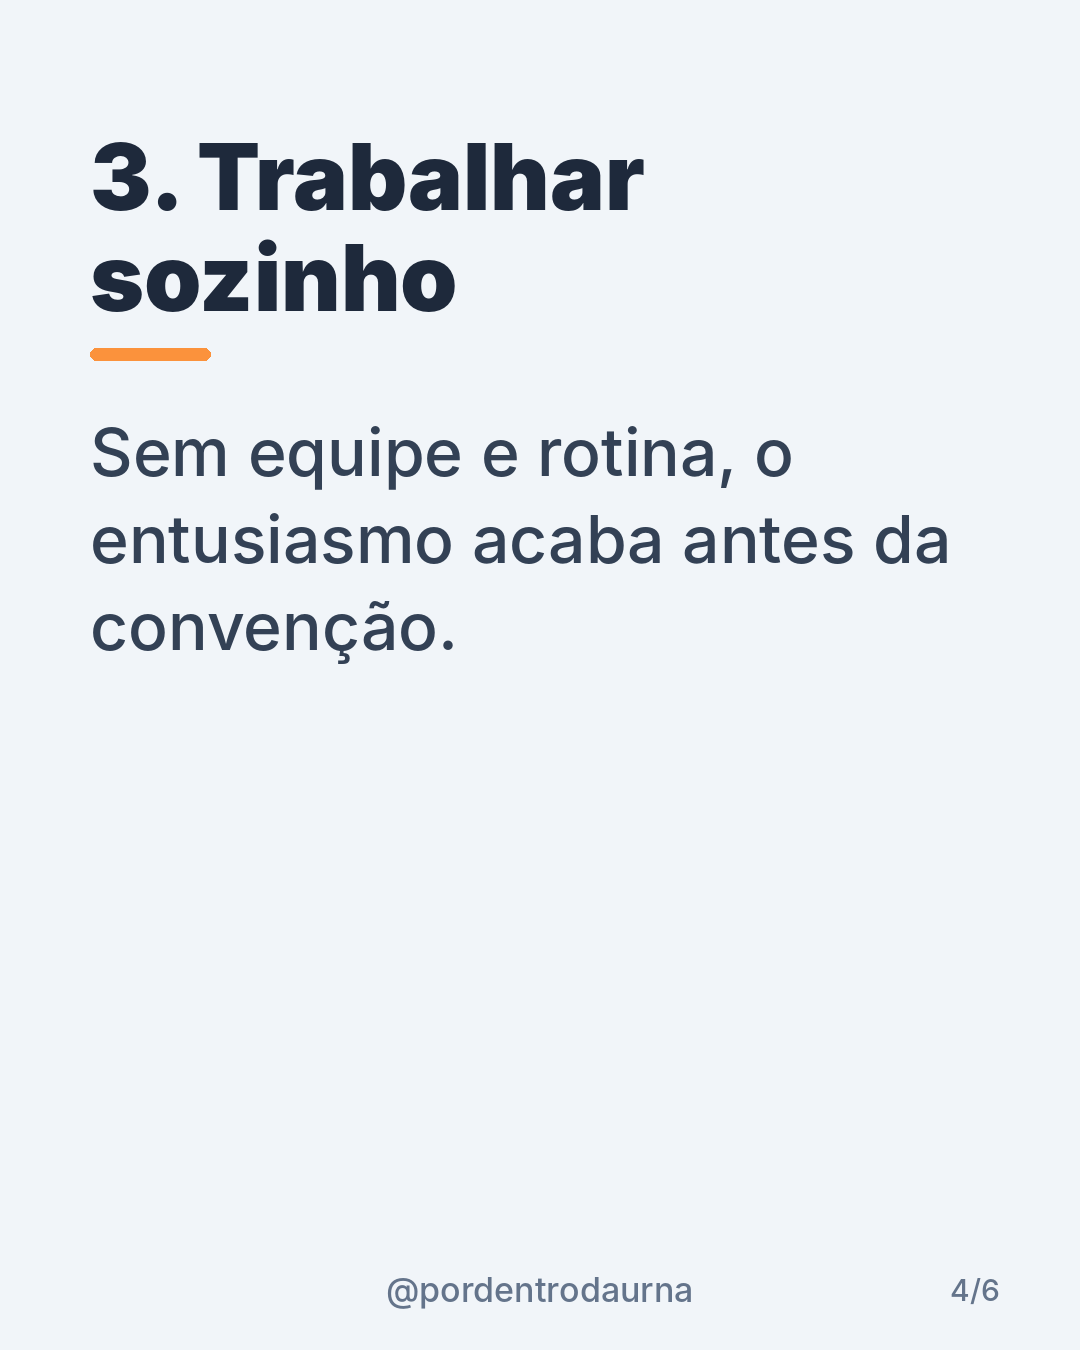 3. Trabalhar
sozinho
Sem equipe e rotina, o
entusiasmo acaba antes da
convenção.
@pordentrodaurna
4/6